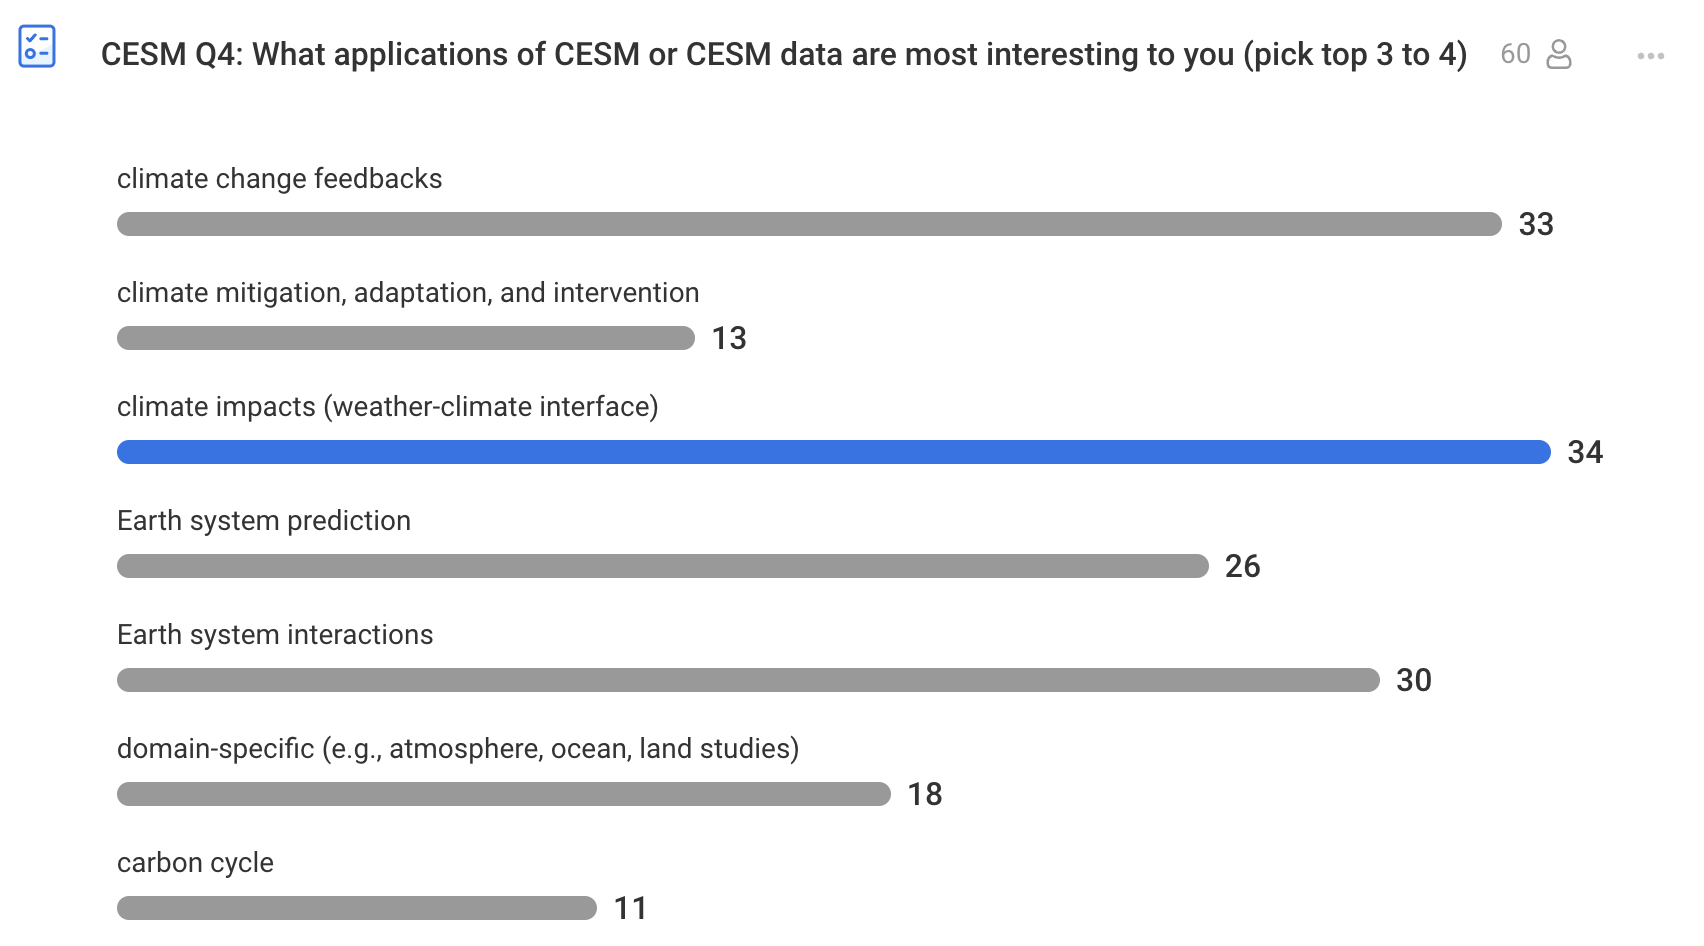 CESM Q4: What applications of CESM or CESM data are most interesting to you (pick top 3 to 4) 60
climate change feedbacks
33
climate mitigation, adaptation, and intervention
13
climate impacts (weather-climate interface)
34
Earth system prediction
26
Earth system interactions
30
domain-specific (e.g., atmosphere, ocean, land studies)
18
carbon cycle
11